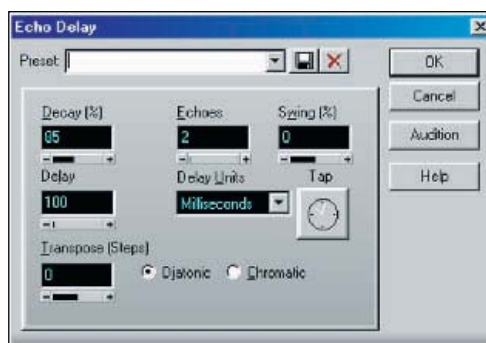 Echo Delay
Preset:
OK
Cancel
Audition
Help
Decay (%)
Echoes
Swing (%)
85
2
0
Delay
Delay Units
Tap
100
Milliseconds
Transpose (Steps)
0
Diatonic
Chromatic